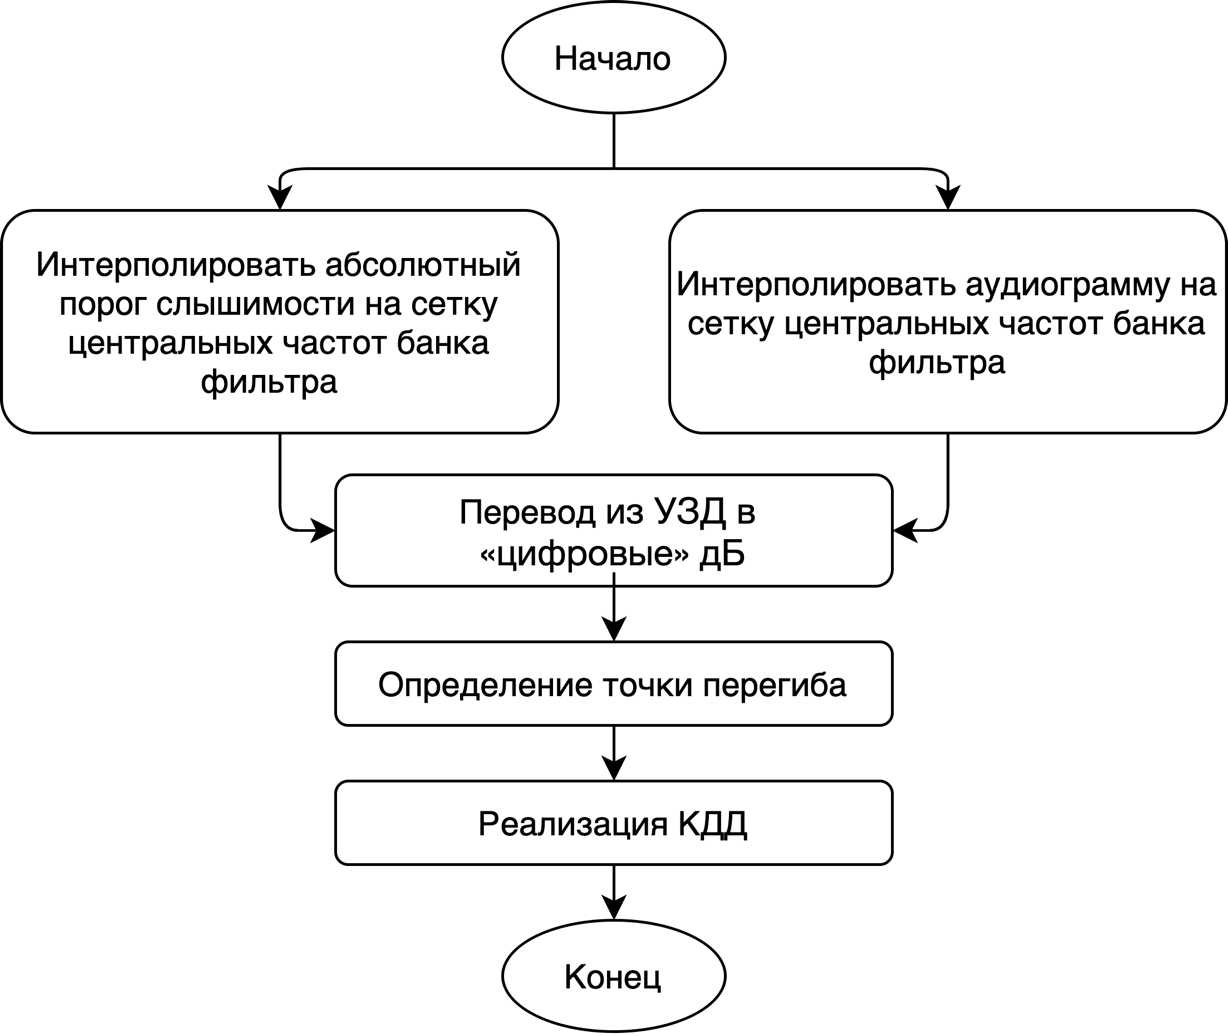 Начало
Интерполировать абсолютный
порог слышимости на сетку
центральных частот банка
фильтра
Интерполировать аудиограмму на
сетку центральных частот банка
фильтра
Перевод из УЗД в
«цифровые» дБ
Определение точки перегиба
Реализация КДД
Конец